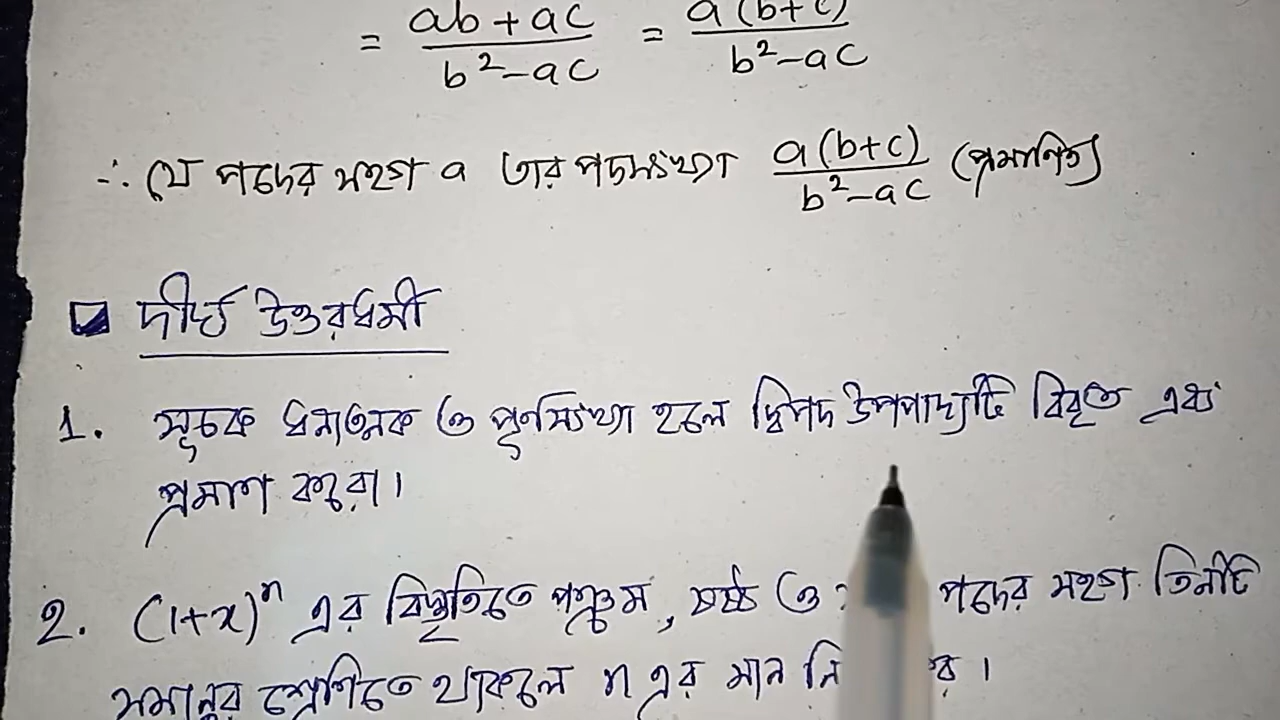 = ab + ac / b² - ac = a(b+c) / b² - ac
∴ যে পদের সহগ a তার পদসংখ্যা a(b+c) / b² - ac (প্রমাণিত)
দীর্ঘ উত্তরধর্মী
1. সূচক ধনাত্মক ও পূর্ণসংখ্যা হলে দ্বিপদ উপপাদ্যটি বিবৃত এবং
প্রমাণ করো।
2. (1+x)ⁿ এর বিস্তৃতিতে পঞ্চম, ষষ্ঠ ও পদের সহগ তিনটি
সমান্তর শ্রেণিতে থাকলে n এর মান